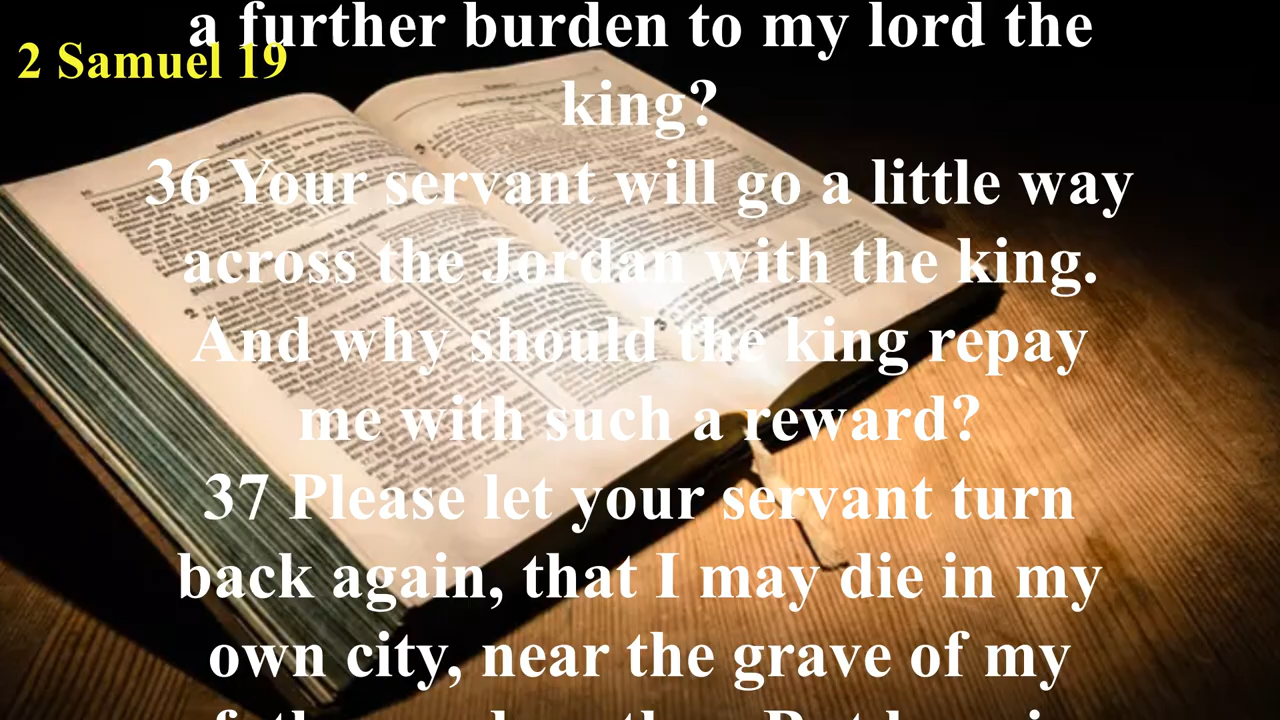 a further burden to my lord the
2 Samuel 19
king?
36 Your servant will go a little way
across the Jordan with the king.
And why should the king repay
me with such a reward?
37 Please let your servant turn
back again, that I may die in my
own city, near the grave of my